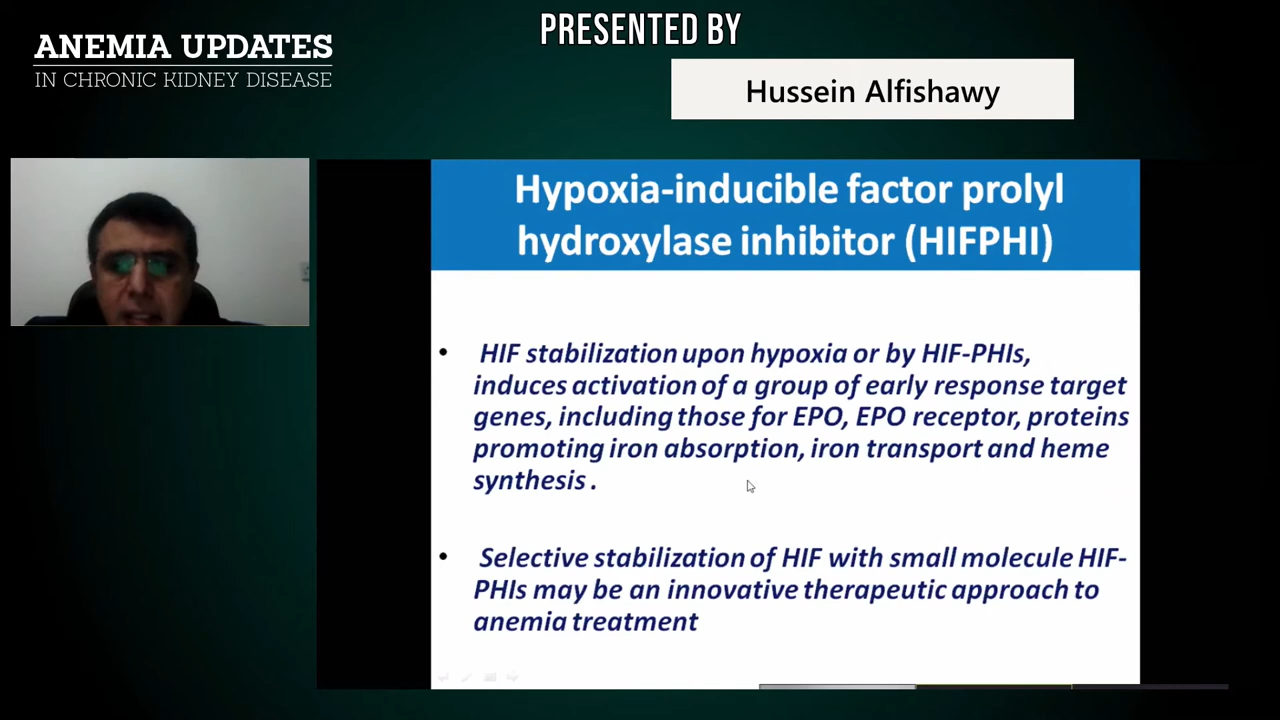 PRESENTED BY
ANEMIA UPDATES
IN CHRONIC KIDNEY DISEASE
Hussein Alfishawy
Hypoxia-inducible factor prolyl
hydroxylase inhibitor (HIFPHI)
• HIF stabilization upon hypoxia or by HIF-PHIs,
induces activation of a group of early response target
genes, including those for EPO, EPO receptor, proteins
promoting iron absorption, iron transport and heme
synthesis .
• Selective stabilization of HIF with small molecule HIF-
PHIs may be an innovative therapeutic approach to
anemia treatment